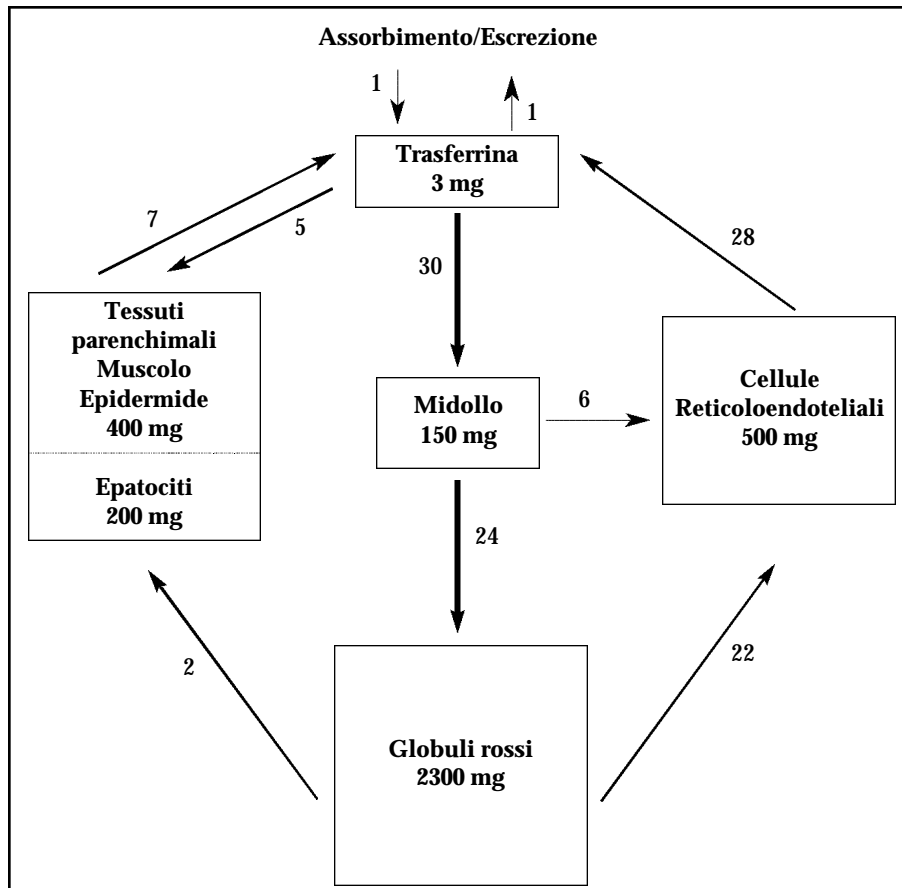 Assorbimento/Escrezione
1
1
Trasferrina
3 mg
7
5
30
28
Tessuti
parenchimali
Muscolo
Epidermide
400 mg
Epatociti
200 mg
Midollo
150 mg
6
Cellule
Reticoloendoteliali
500 mg
24
2
22
Globuli rossi
2300 mg